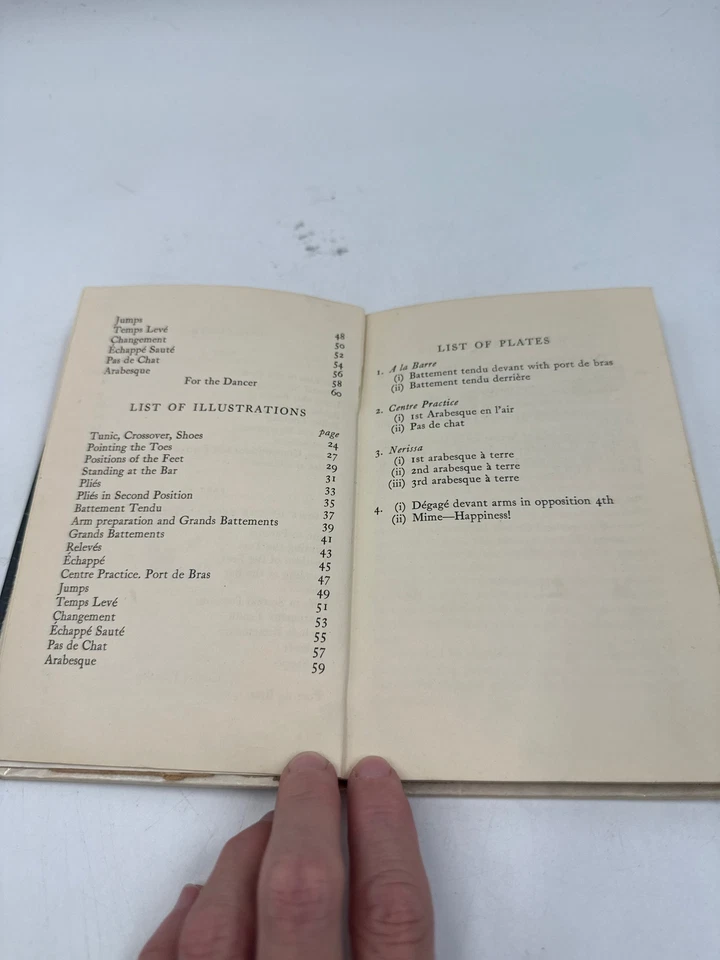 Jumps 48
Temps Levé 50
Changement 52
Échappé Sauté 54
Pas de Chat 56
Arabesque 58
For the Dancer 60
LIST OF ILLUSTRATIONS
page
Tunic, Crossover, Shoes 24
Pointing the Toes 27
Positions of the Feet 29
Standing at the Bar 31
Pliés 33
Pliés in Second Position 35
Battement Tendu 37
Arm preparation and Grands Battements 39
Grands Battements 41
Relevés 43
Échappé 45
Centre Practice. Port de Bras 47
Jumps 49
Temps Levé 51
Changement 53
Échappé Sauté 55
Pas de Chat 57
Arabesque 59
LIST OF PLATES
1. A la Barre
(i) Battement tendu devant with port de bras
(ii) Battement tendu derrière
2. Centre Practice
(i) 1st Arabesque en l'air
(ii) Pas de chat
3. Nerissa
(i) 1st arabesque à terre
(ii) 2nd arabesque à terre
(iii) 3rd arabesque à terre
4. (i) Dégagé devant arms in opposition 4th
(ii) Mime—Happiness!